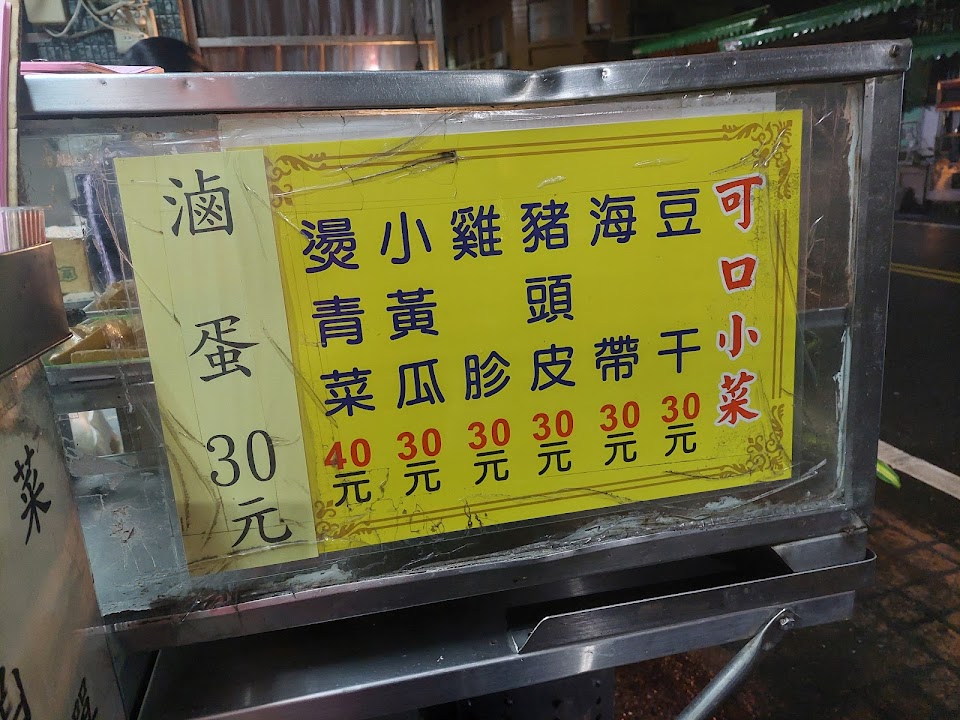 可口小菜
豆干 30元
海帶 30元
豬頭皮 30元
雞胗 30元
小黃瓜 30元
燙青菜 40元
滷蛋 30元
菜